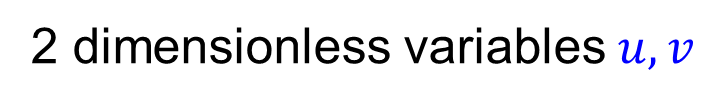 2 dimensionless variables u, v